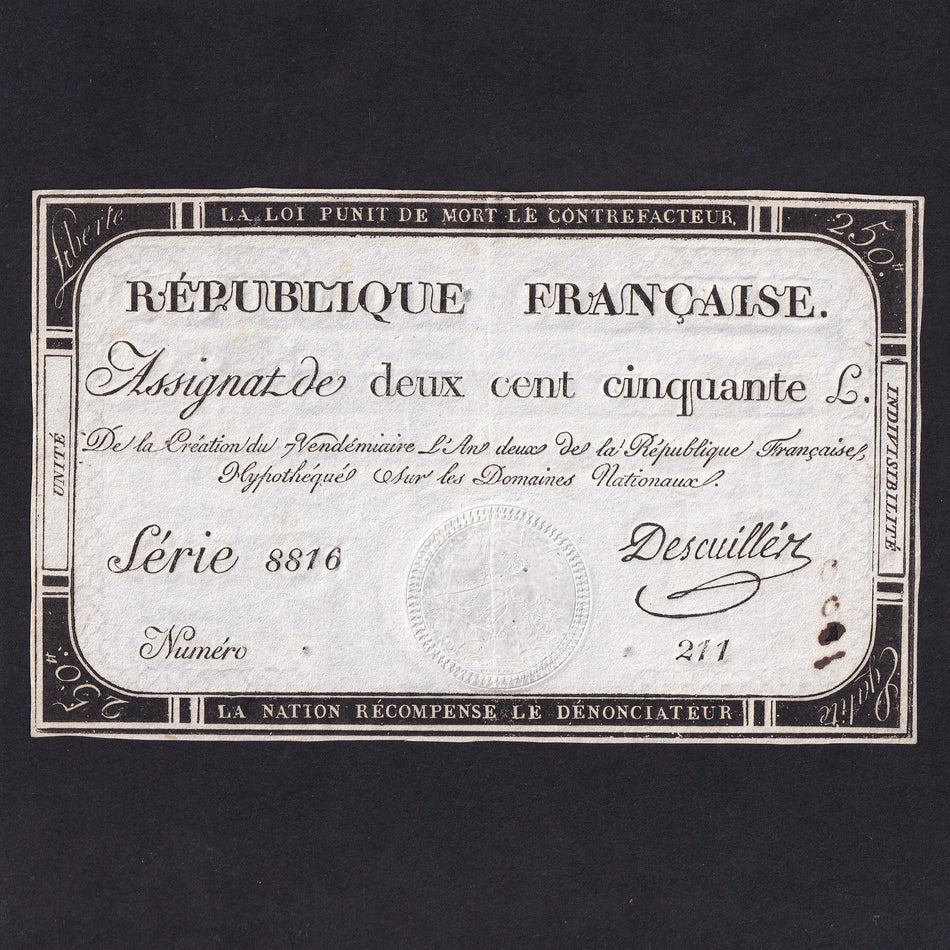 Liberté
LA LOI PUNIT DE MORT LE CONTREFACTEUR.
250.tt
RÉPUBLIQUE FRANÇAISE.
Assignat de deux cent cinquante L.
UNITÉ
De la Création du 7 Vendémiaire L'An deux de la République Française,
Hypothéqué Sur les Domaines Nationaux.
INDIVISIBILITÉ
Série 8816
Numéro 211
250.tt
LA NATION RÉCOMPENSE LE DÉNONCIATEUR
Egalité